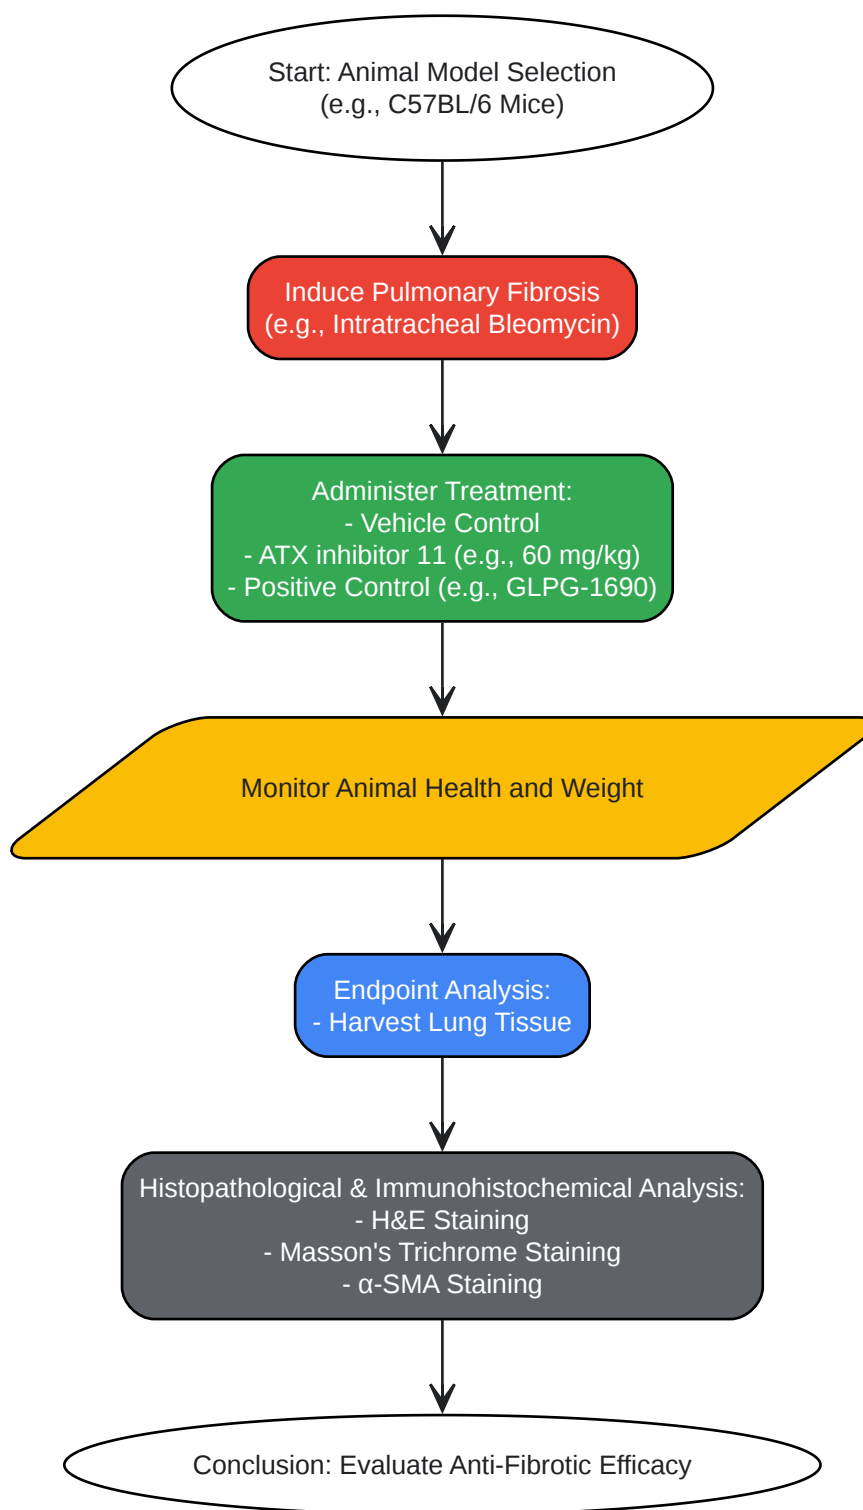 Start: Animal Model Selection
(e.g., C57BL/6 Mice)
Induce Pulmonary Fibrosis
(e.g., Intratracheal Bleomycin)
Administer Treatment:
- Vehicle Control
- ATX inhibitor 11 (e.g., 60 mg/kg)
- Positive Control (e.g., GLPG-1690)
Monitor Animal Health and Weight
Endpoint Analysis:
- Harvest Lung Tissue
Histopathological & Immunohistochemical Analysis:
- H&E Staining
- Masson's Trichrome Staining
- α-SMA Staining
Conclusion: Evaluate Anti-Fibrotic Efficacy